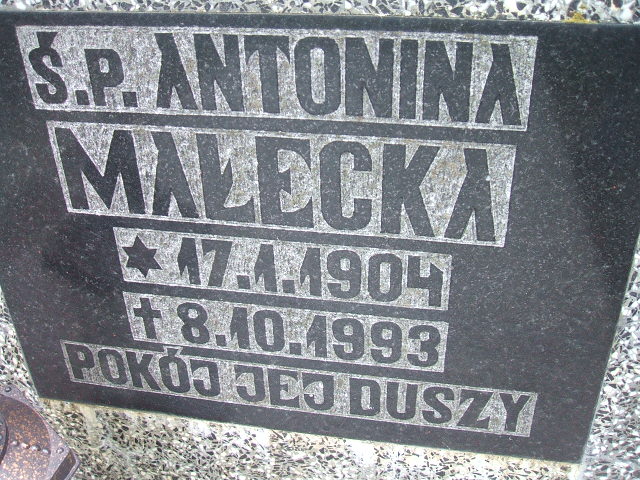 Ś.P. ANTONINA
MAŁECKA
✶ 17.1.1904
✝ 8.10.1993
POKÓJ JEJ DUSZY